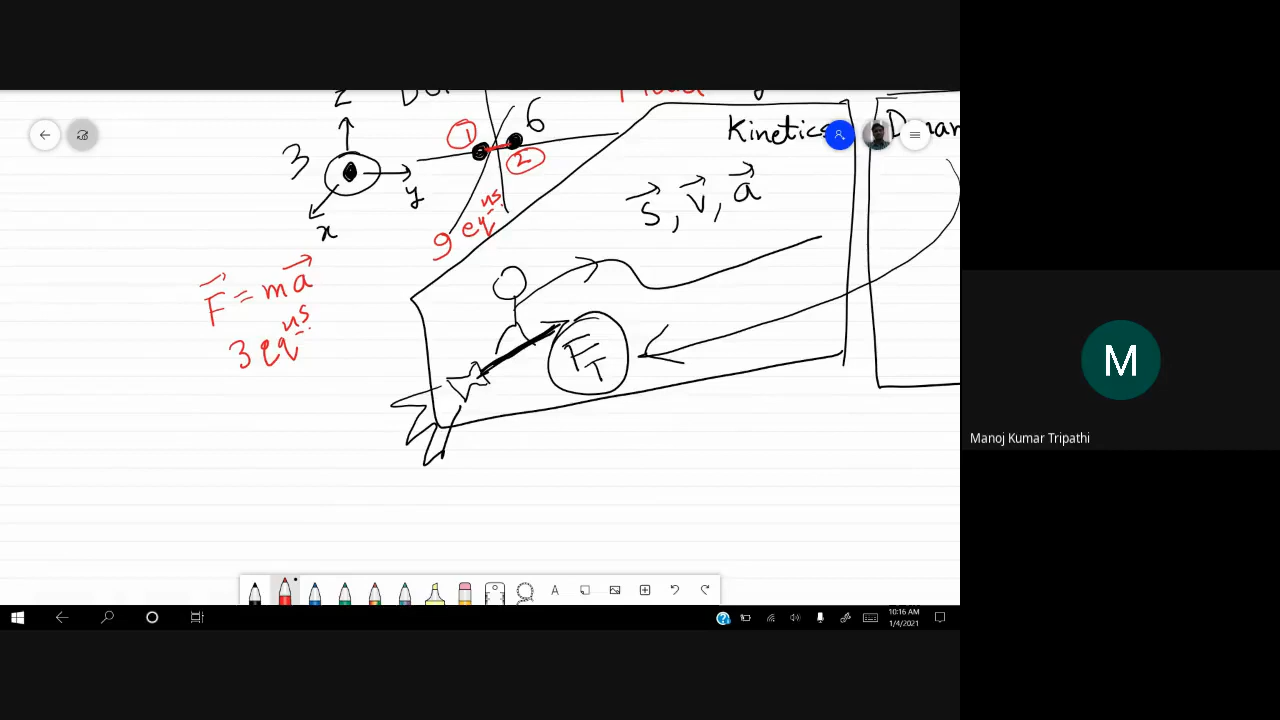 Z
Kinetics
3
1
6
2
y
x
S⃗, V⃗, a⃗
9 eqns
F⃗ = ma⃗
3 eqns
FT
M
Manoj Kumar Tripathi
A
10:16 AM
1/4/2021